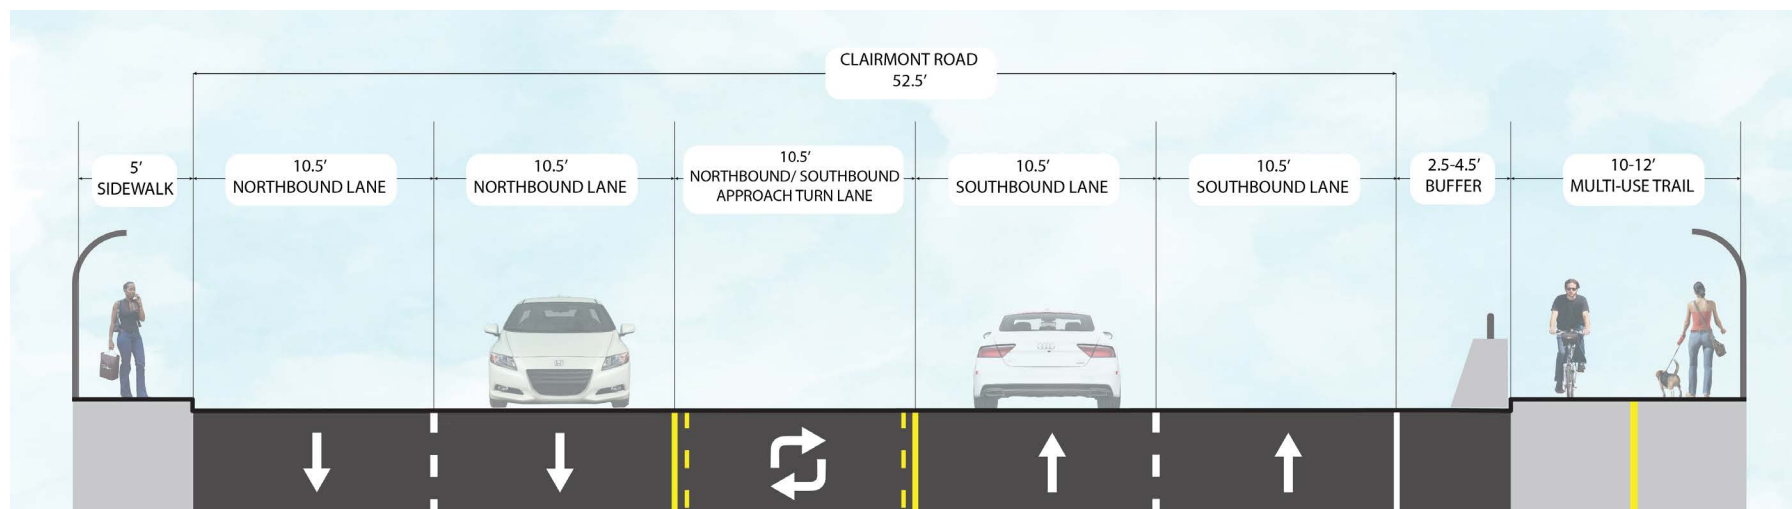 CLAIRMONT ROAD
52.5′
5′
SIDEWALK
10.5′
NORTHBOUND LANE
10.5′
NORTHBOUND LANE
10.5′
NORTHBOUND/ SOUTHBOUND
APPROACH TURN LANE
10.5′
SOUTHBOUND LANE
10.5′
SOUTHBOUND LANE
2.5-4.5′
BUFFER
10-12′
MULTI-USE TRAIL